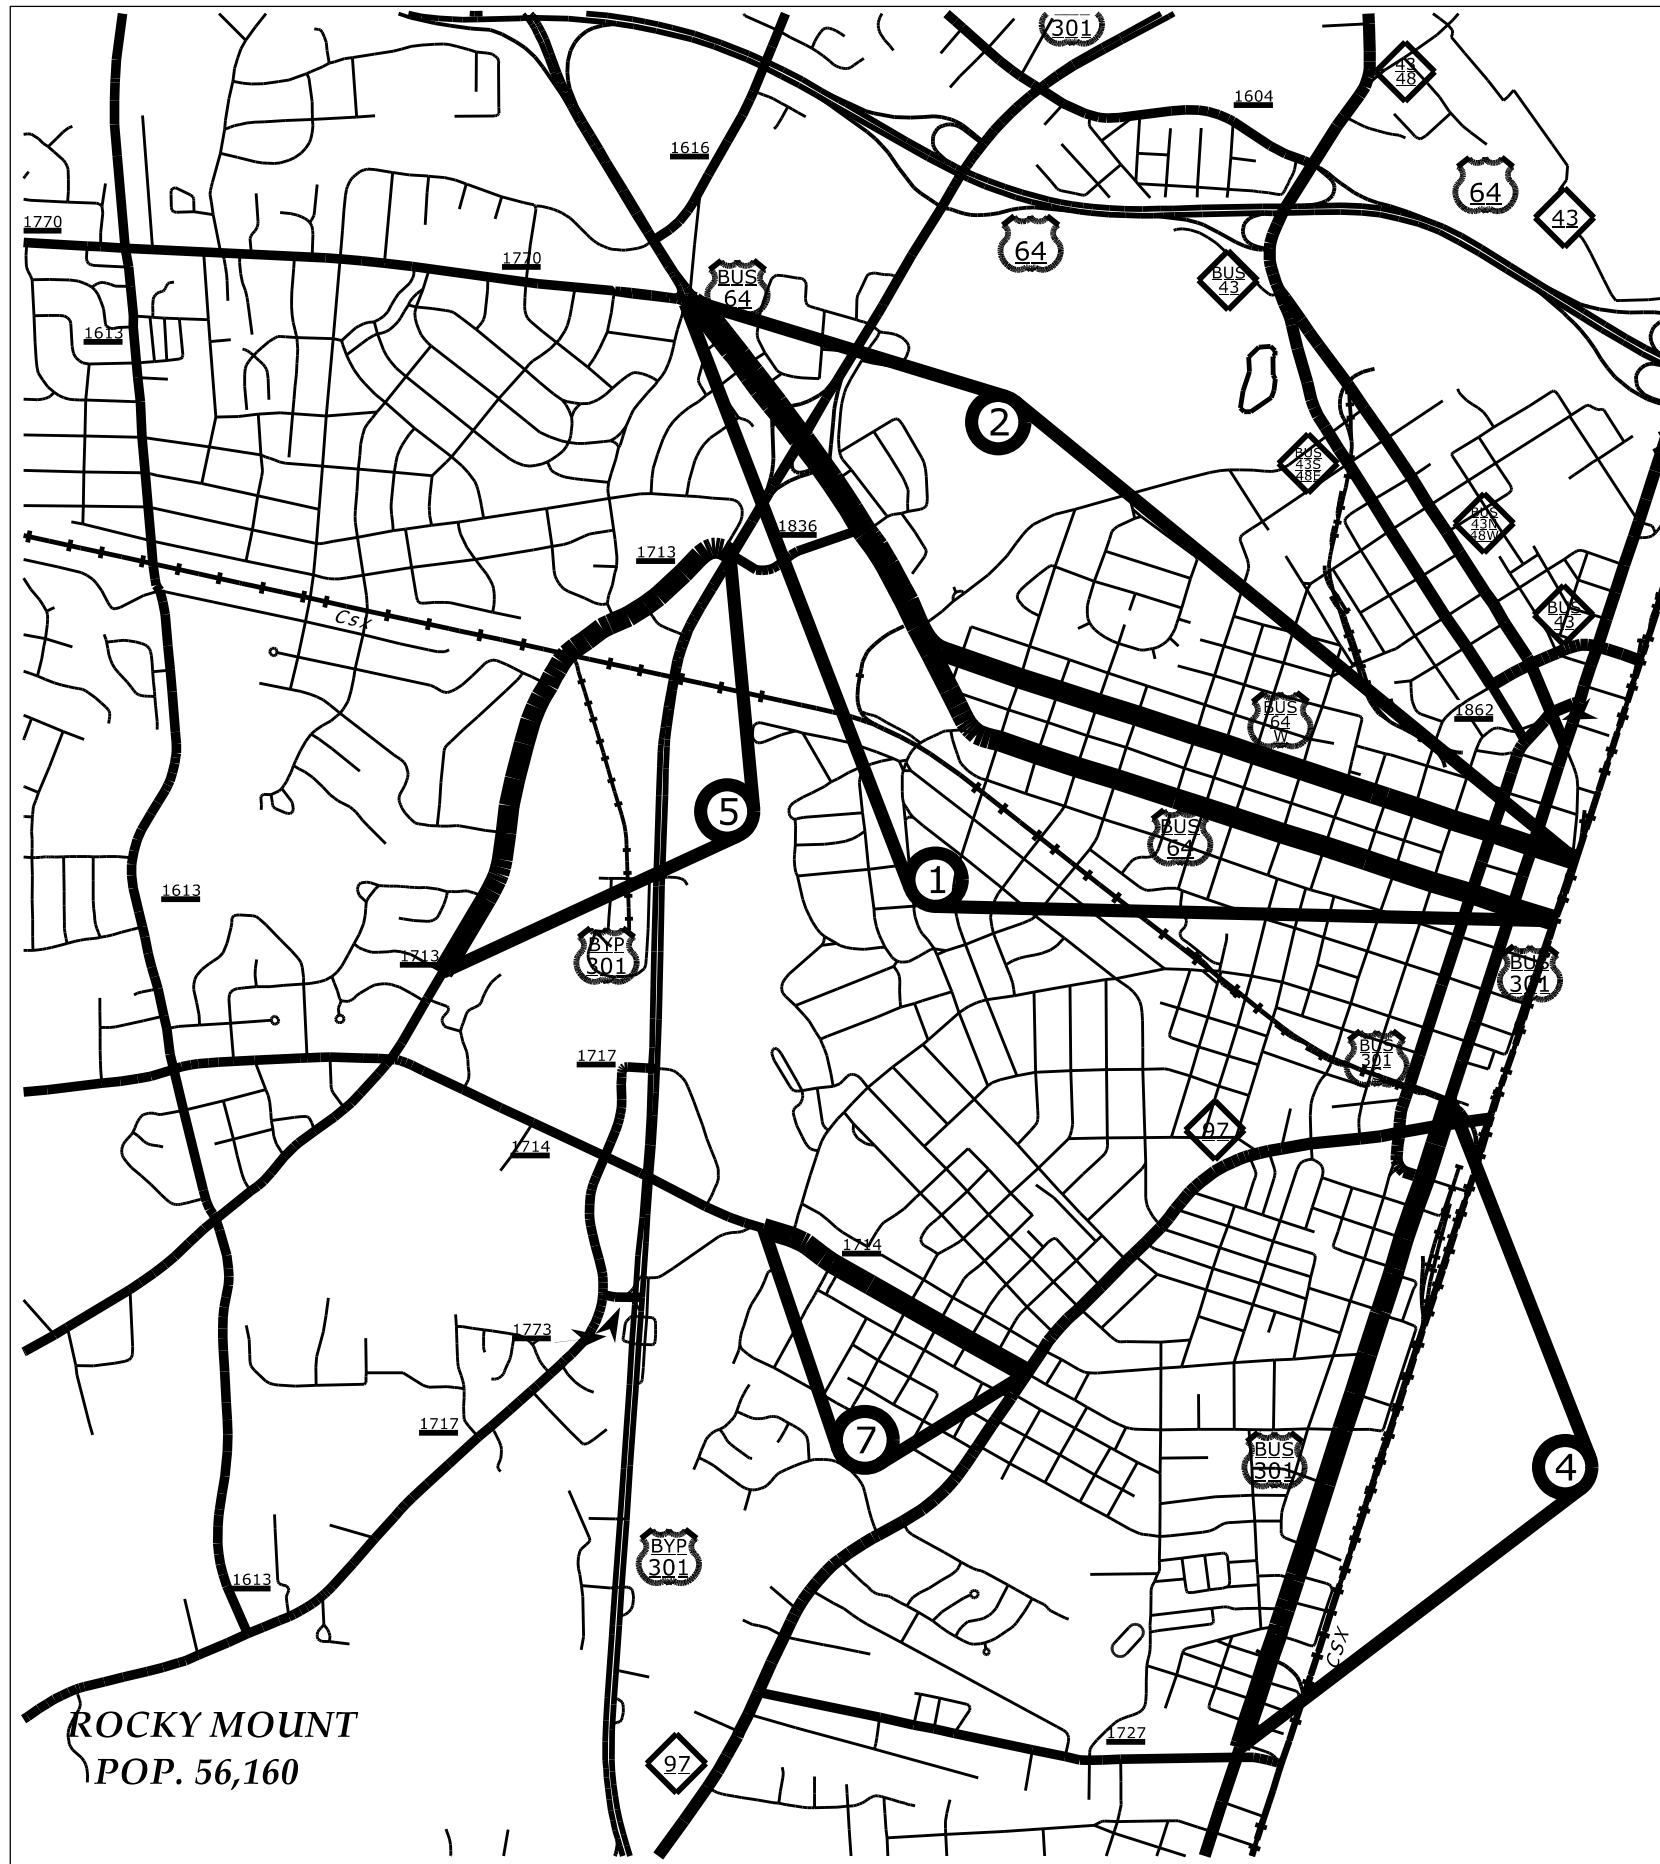 301
43
48
1604
1616
64
43
1770
1770
64
BUS
64
BUS
43
1613
2
BUS
43S
48E
BUS
43N
48W
1836
1713
Csx
BUS
43
BUS
64
W
1862
5
BUS
64
1
1613
1713
BYP
301
BUS
301
BUS
301
1717
97
1714
1714
1773
1717
7
BUS
301
4
BYP
301
1613
CSX
ROCKY MOUNT
POP. 56,160
1727
97